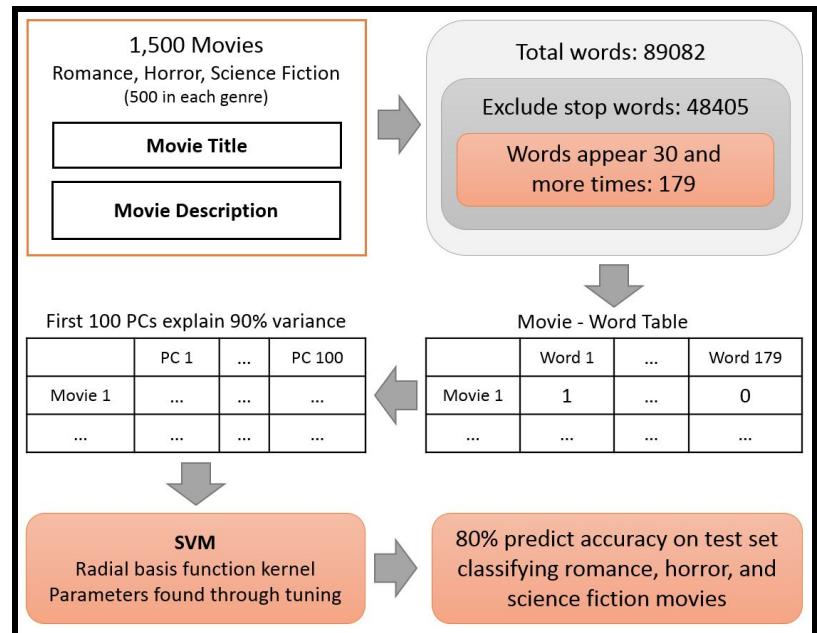 1,500 Movies
Romance, Horror, Science Fiction
(500 in each genre)
Movie Title
Movie Description
Total words: 89082
Exclude stop words: 48405
Words appear 30 and
more times: 179
Movie - Word Table
Word 1 ... Word 179
Movie 1 1 ... 0
... ... ... ...
First 100 PCs explain 90% variance
PC 1 ... PC 100
Movie 1 ... ... ...
... ... ... ...
SVM
Radial basis function kernel
Parameters found through tuning
80% predict accuracy on test set
classifying romance, horror, and
science fiction movies